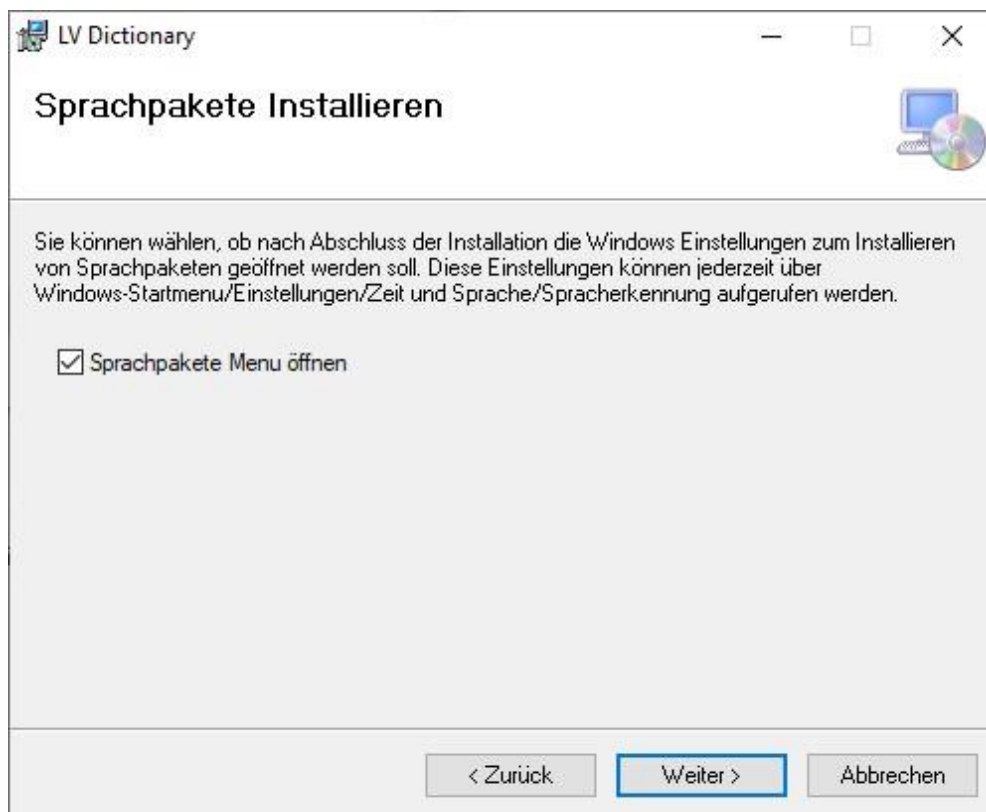 LV Dictionary
Sprachpakete Installieren
Sie können wählen, ob nach Abschluss der Installation die Windows Einstellungen zum Installieren
von Sprachpaketen geöffnet werden soll. Diese Einstellungen können jederzeit über
Windows-Startmenu/Einstellungen/Zeit und Sprache/Spracherkennung aufgerufen werden.
Sprachpakete Menu öffnen
< Zurück
Weiter >
Abbrechen